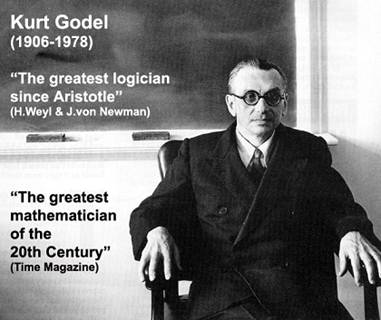 Kurt Godel
(1906-1978)
“The greatest logician
since Aristotle”
(H.Weyl & J.von Newman)
“The greatest
mathematician
of the
20th Century”
(Time Magazine)